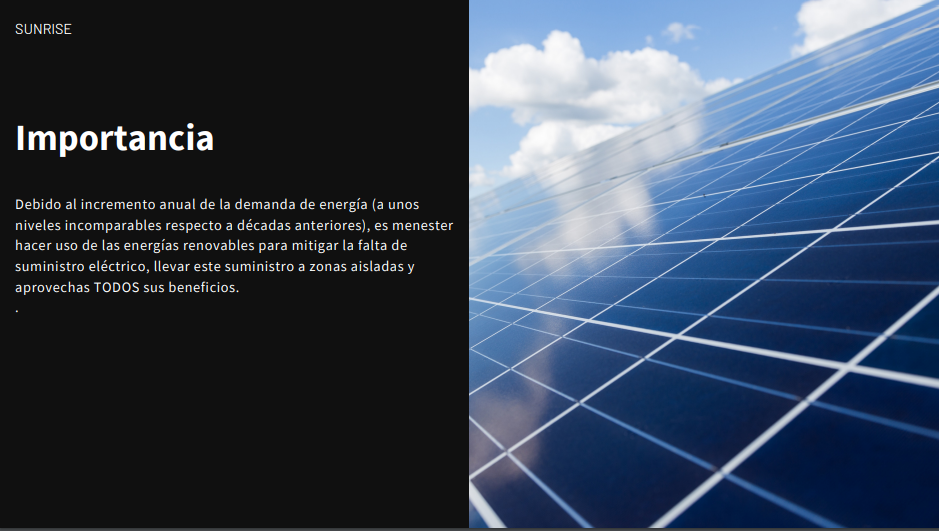 SUNRISE
Importancia
Debido al incremento anual de la demanda de energía (a unos
niveles incomparables respecto a décadas anteriores), es menester
hacer uso de las energías renovables para mitigar la falta de
suministro eléctrico, llevar este suministro a zonas aisladas y
aprovechas TODOS sus beneficios.
.